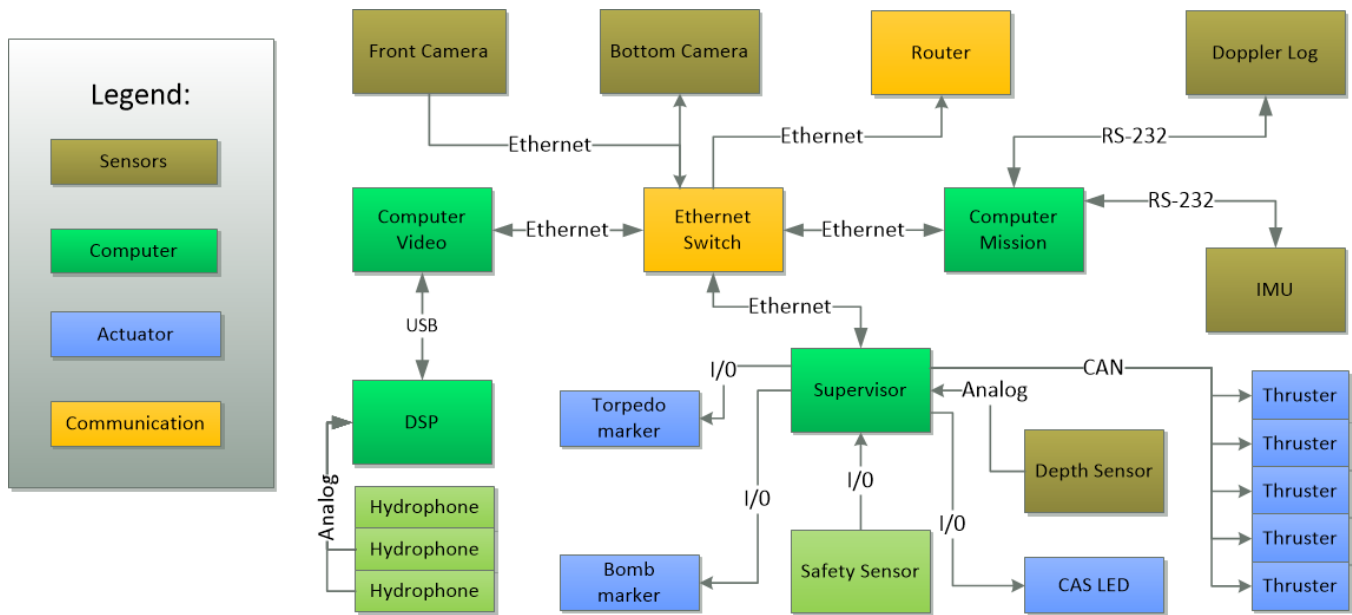 Legend:
Sensors
Computer
Actuator
Communication
Front Camera
Bottom Camera
Router
Doppler Log
Ethernet
Ethernet
RS-232
Computer
Video
Ethernet
Ethernet
Switch
Ethernet
Computer
Mission
RS-232
IMU
Ethernet
USB
I/0
Supervisor
CAN
Analog
Torpedo
marker
DSP
Thruster
Thruster
Thruster
Thruster
Thruster
Depth Sensor
Analog
Hydrophone
Hydrophone
Hydrophone
I/0
I/0
I/0
Bomb
marker
Safety Sensor
CAS LED